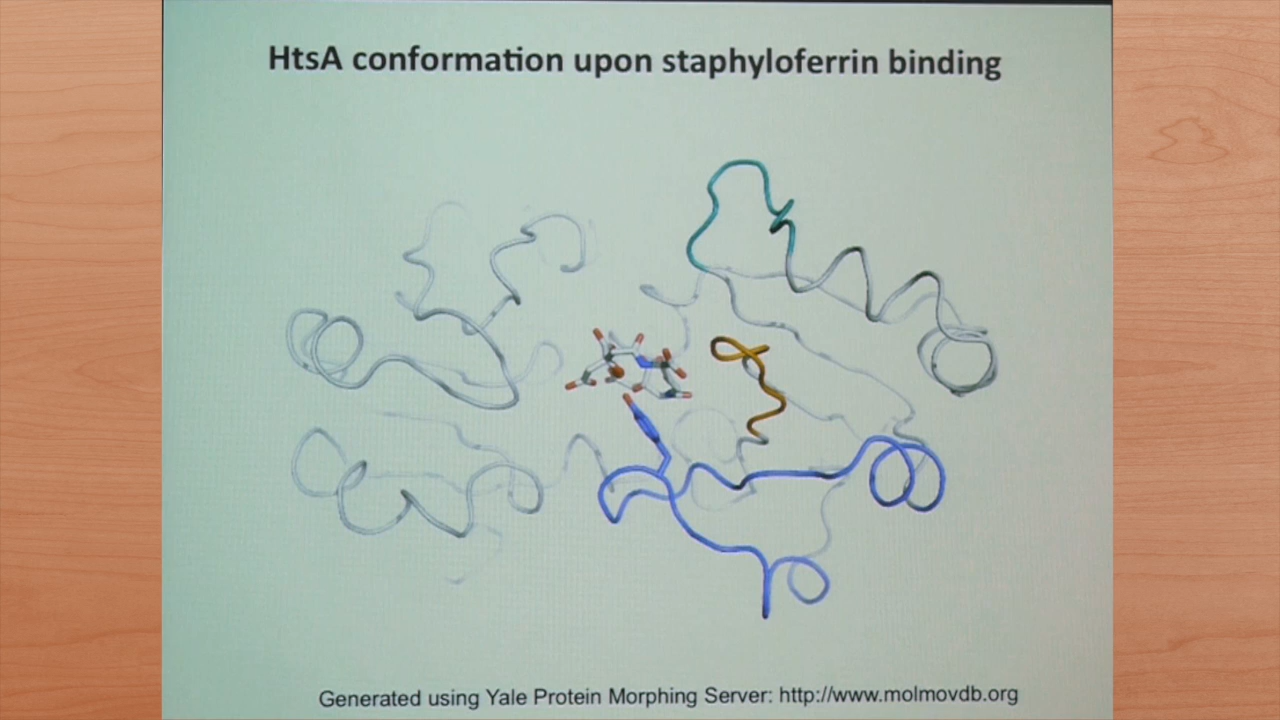 HtsA conformation upon staphyloferrin binding
Generated using Yale Protein Morphing Server: http://www.molmovdb.org